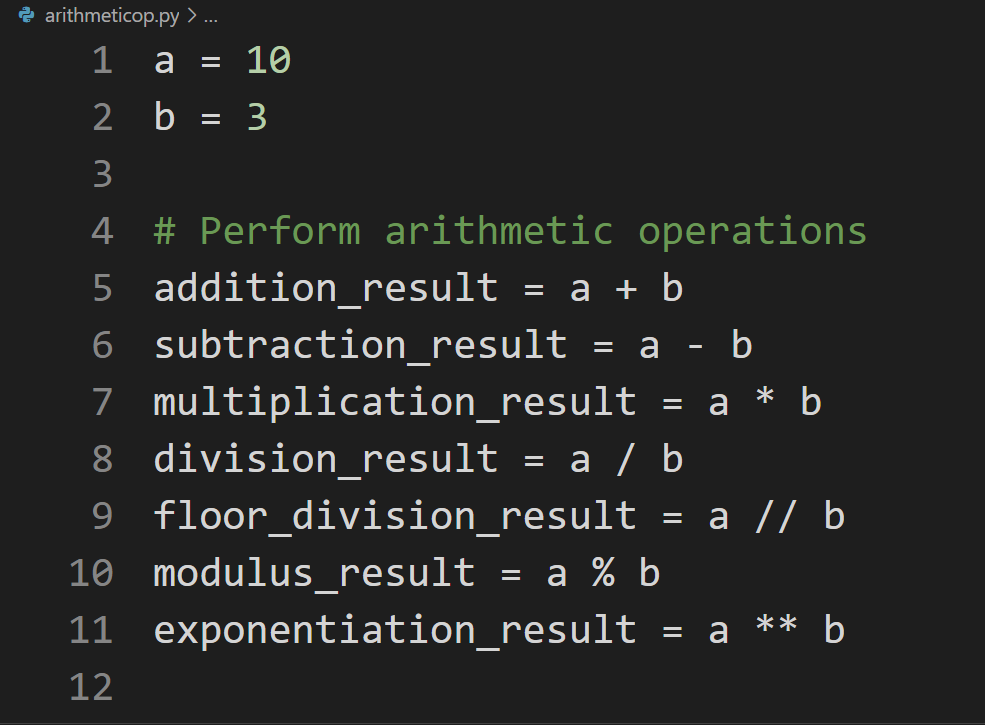 arithmeticop.py > ...
1 a = 10
2 b = 3
3
4 # Perform arithmetic operations
5 addition_result = a + b
6 subtraction_result = a - b
7 multiplication_result = a * b
8 division_result = a / b
9 floor_division_result = a // b
10 modulus_result = a % b
11 exponentiation_result = a ** b
12